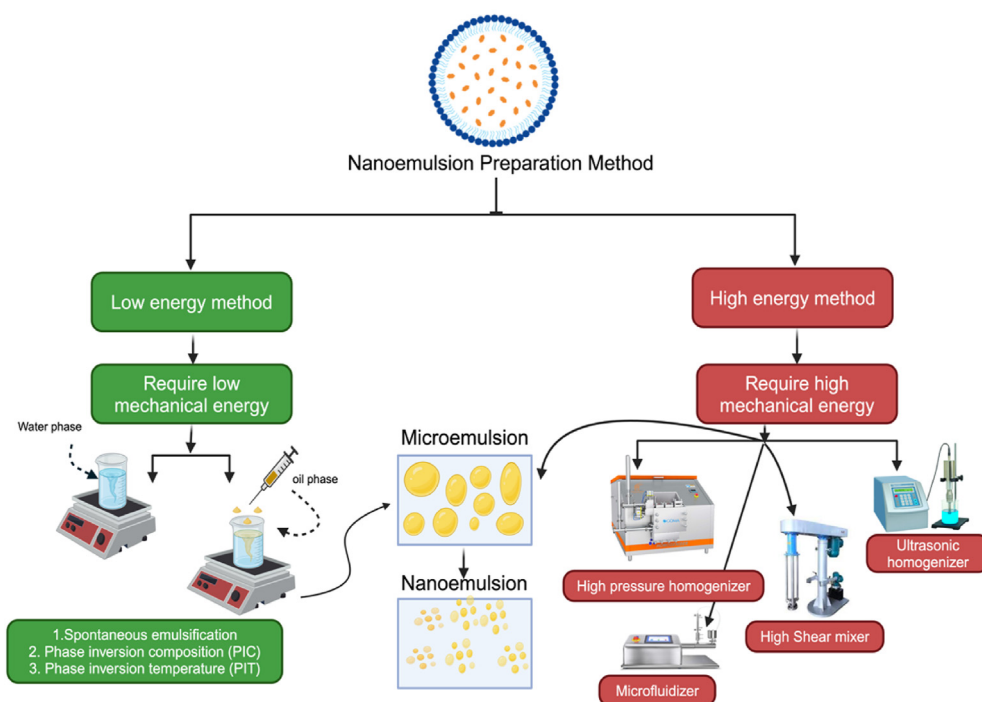 Nanoemulsion Preparation Method
Low energy method
High energy method
Require low
mechanical energy
Require high
mechanical energy
Water phase
oil phase
Microemulsion
Nanoemulsion
1.Spontaneous emulsification
2. Phase inversion composition (PIC)
3. Phase inversion temperature (PIT)
High pressure homogenizer
Ultrasonic
homogenizer
High Shear mixer
Microfluidizer